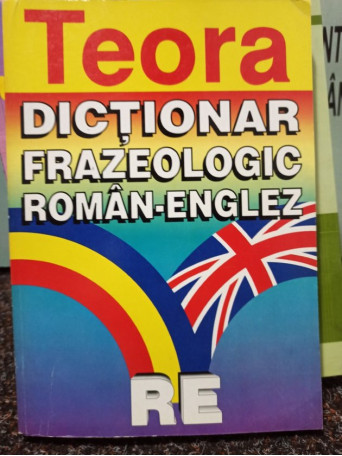 Teora
DICȚIONAR
FRAZEOLOGIC
ROMÂN-ENGLEZ
RE